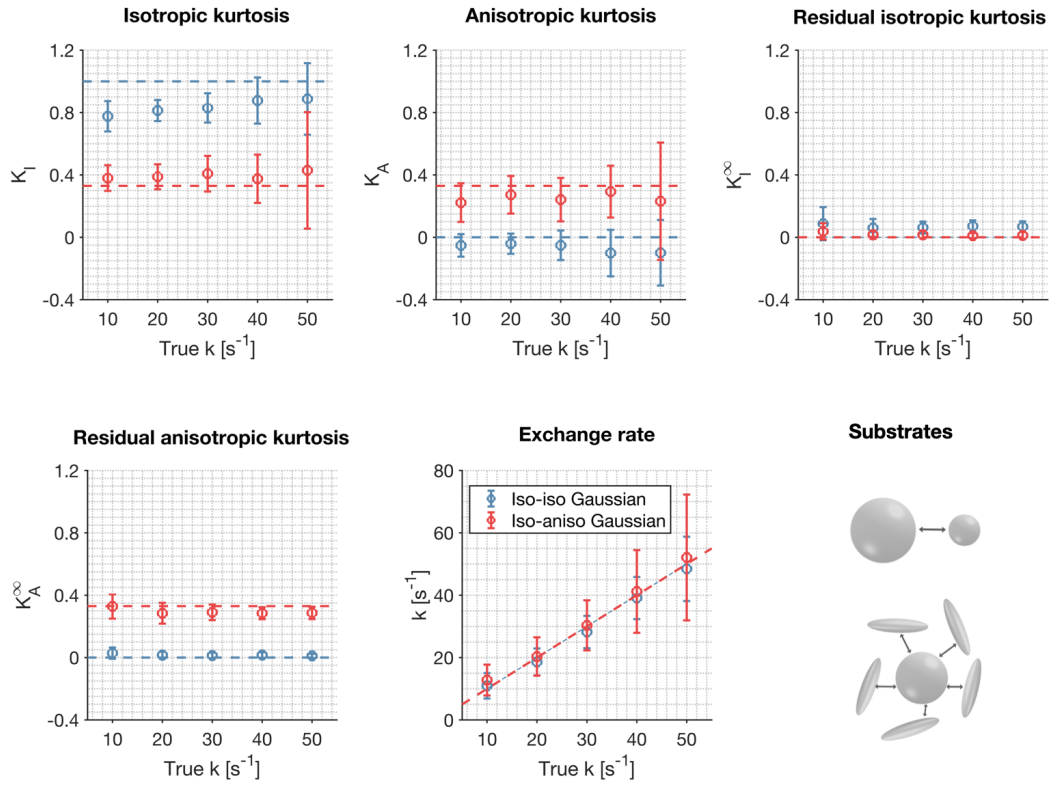 Isotropic kurtosis
1.2
0.8
0.4
0
-0.4
K_I
10 20 30 40 50
True k [s^-1]
Anisotropic kurtosis
1.2
0.8
0.4
0
-0.4
K_A
10 20 30 40 50
True k [s^-1]
Residual isotropic kurtosis
1.2
0.8
0.4
0
-0.4
K_I^∞
10 20 30 40 50
True k [s^-1]
Residual anisotropic kurtosis
1.2
0.8
0.4
0
-0.4
K_A^∞
10 20 30 40 50
True k [s^-1]
Exchange rate
80
60
40
20
0
k [s^-1]
Iso-iso Gaussian
Iso-aniso Gaussian
10 20 30 40 50
True k [s^-1]
Substrates